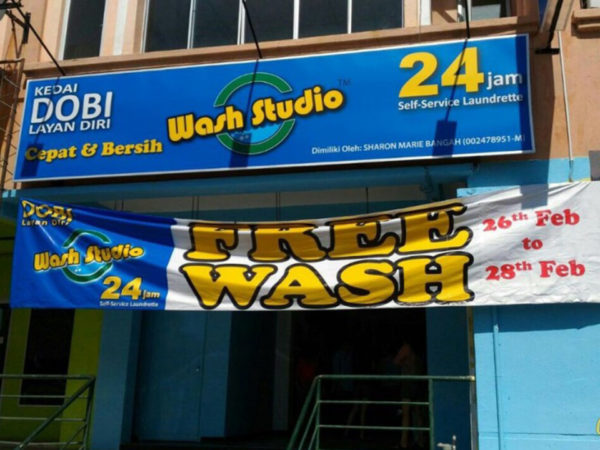 KEDAI
DOBI
LAYAN DIRI
Cepat & Bersih
Wash Studio™
24 jam
Self-Service Laundrette
Dimiliki Oleh: SHARON MARIE BANGAH (002478951-M)
DOBI
Layan Diri
Wash Studio
24 jam
Self-Service Laundrette
FREE
WASH
26th Feb
to
28th Feb